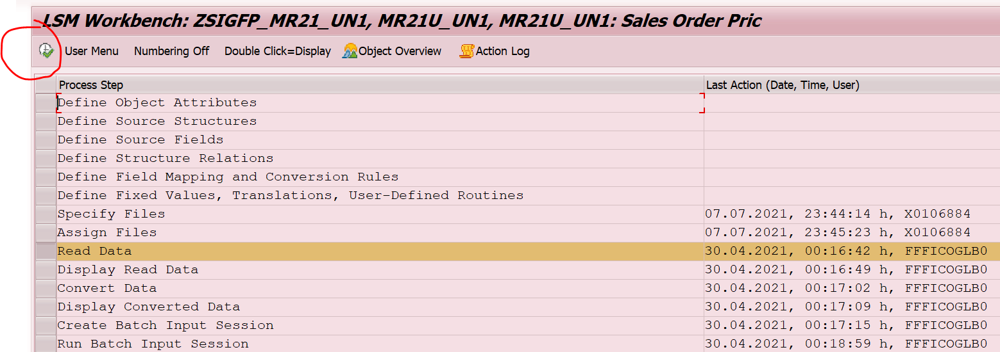 LSM Workbench: ZSIGFP_MR21_UN1, MR21U_UN1, MR21U_UN1: Sales Order Pric
User Menu Numbering Off Double Click=Display Object Overview Action Log
Process Step Last Action (Date, Time, User)
Define Object Attributes
Define Source Structures
Define Source Fields
Define Structure Relations
Define Field Mapping and Conversion Rules
Define Fixed Values, Translations, User-Defined Routines
Specify Files 07.07.2021, 23:44:14 h, X0106884
Assign Files 07.07.2021, 23:45:23 h, X0106884
Read Data 30.04.2021, 00:16:42 h, FFFICOGLB0
Display Read Data 30.04.2021, 00:16:49 h, FFFICOGLB0
Convert Data 30.04.2021, 00:17:02 h, FFFICOGLB0
Display Converted Data 30.04.2021, 00:17:09 h, FFFICOGLB0
Create Batch Input Session 30.04.2021, 00:17:15 h, FFFICOGLB0
Run Batch Input Session 30.04.2021, 00:18:59 h, FFFICOGLB0